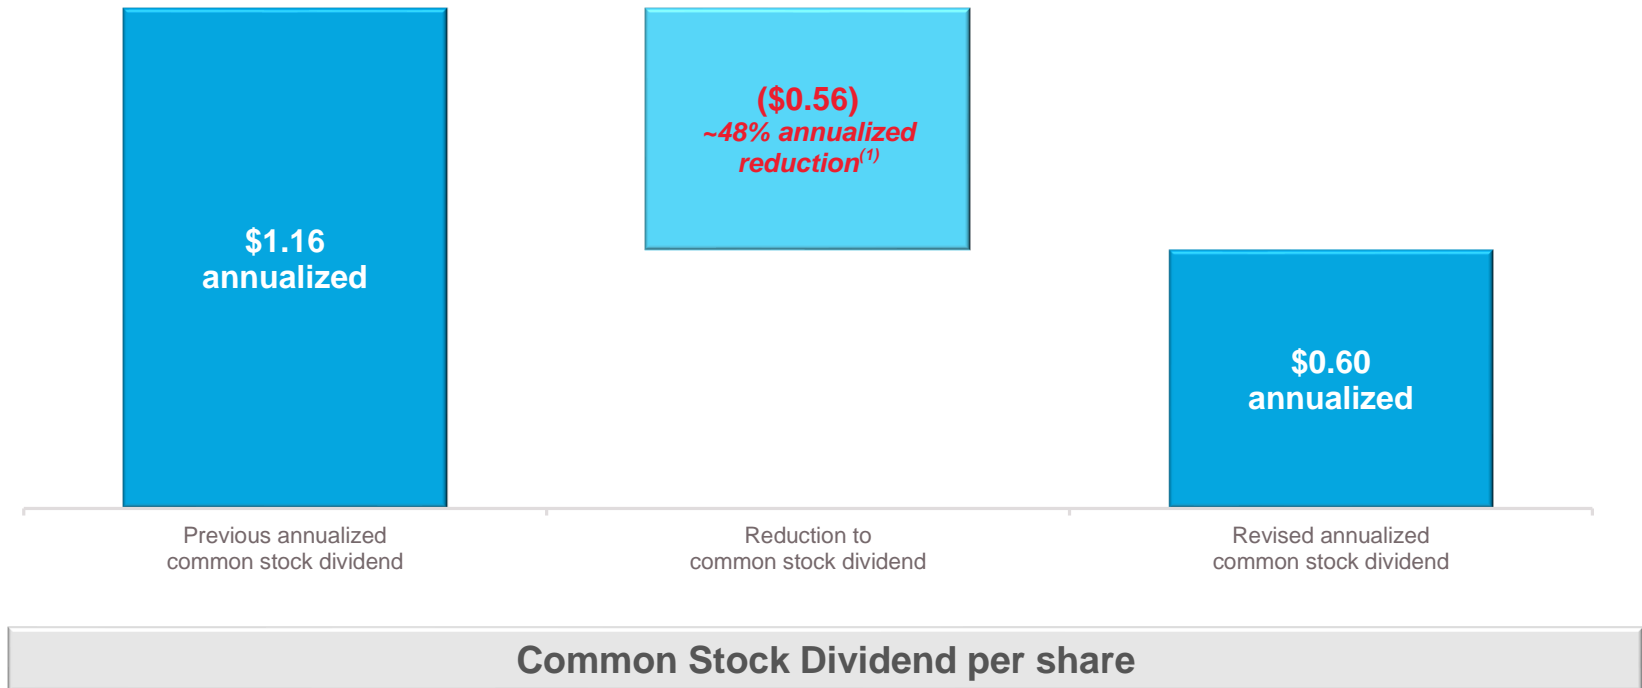 $1.16
annualized
($0.56)
~48% annualized
reduction(1)
$0.60
annualized
Previous annualized
common stock dividend
Reduction to
common stock dividend
Revised annualized
common stock dividend
Common Stock Dividend per share